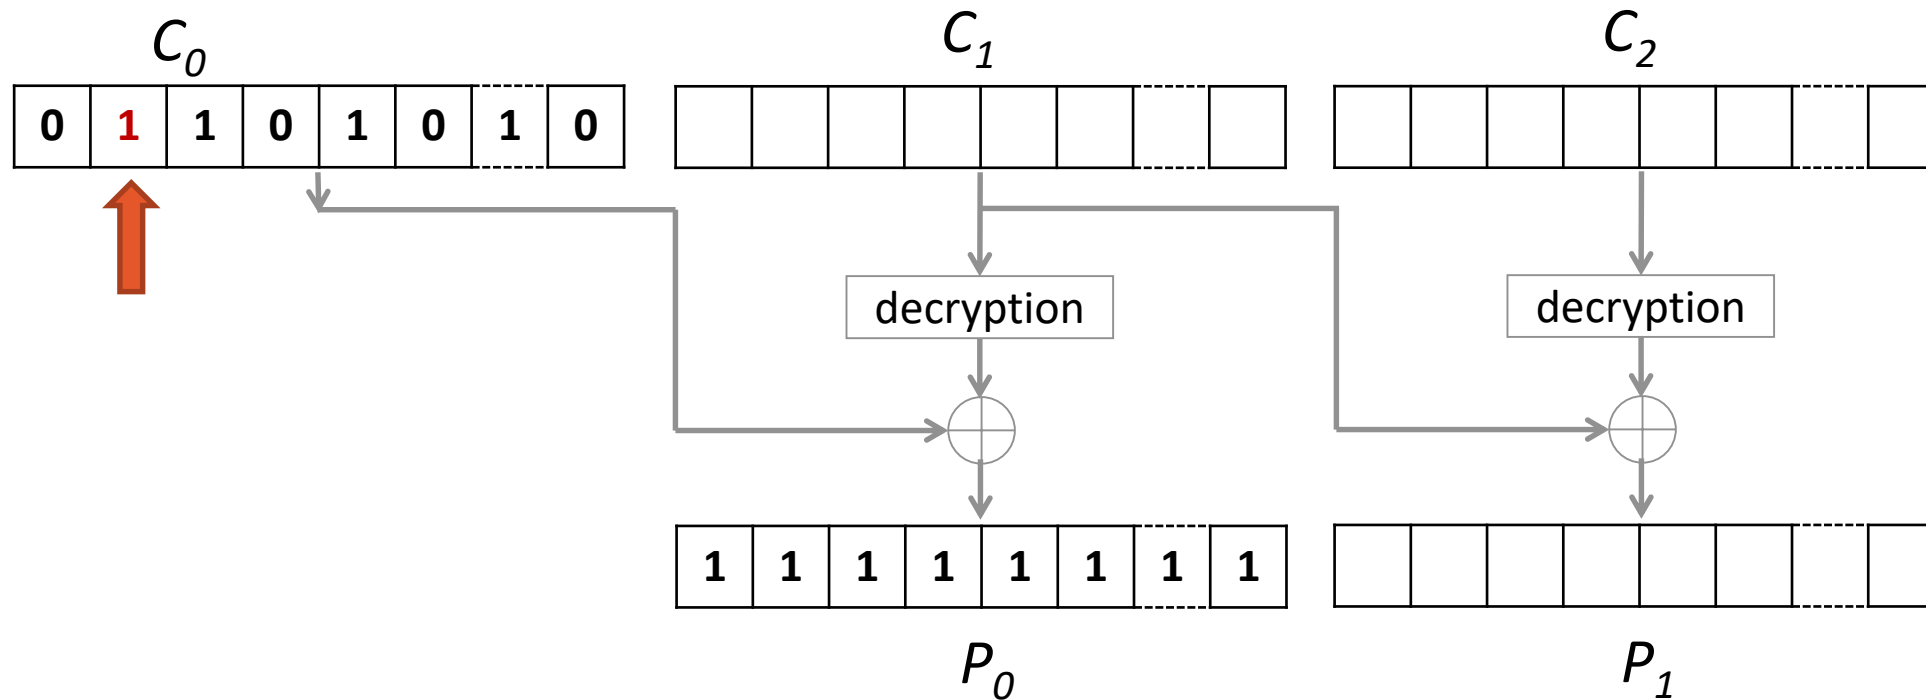 C0 C1 C2
0 1 1 0 1 0 1 0
decryption decryption
1 1 1 1 1 1 1 1
P0 P1